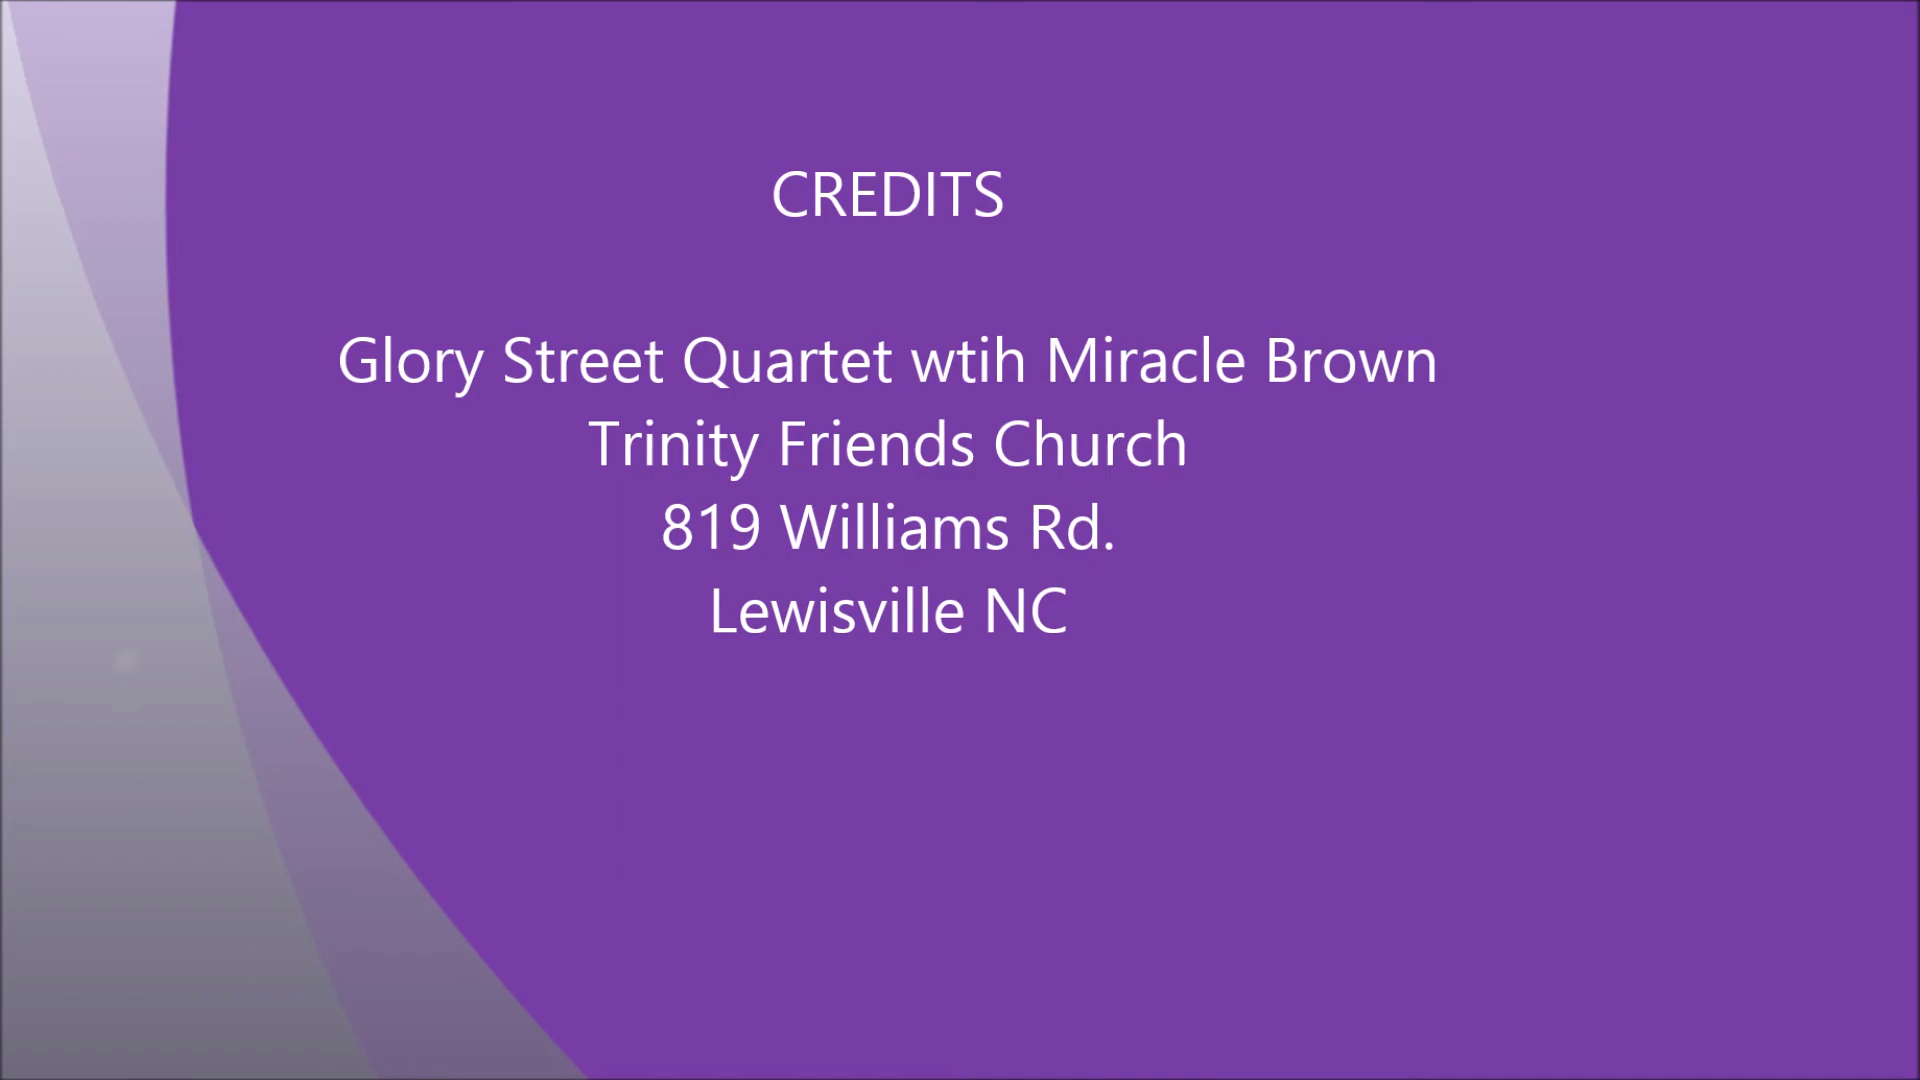 CREDITS
Glory Street Quartet wtih Miracle Brown
Trinity Friends Church
819 Williams Rd.
Lewisville NC